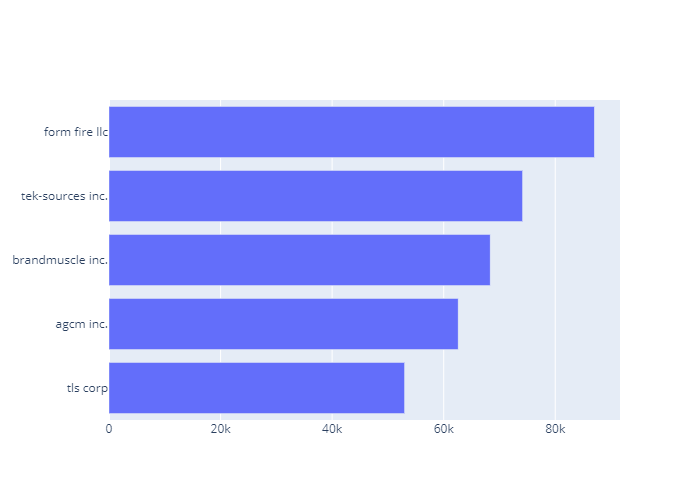 form fire llc
tek-sources inc.
brandmuscle inc.
agcm inc.
tls corp
0 20k 40k 60k 80k